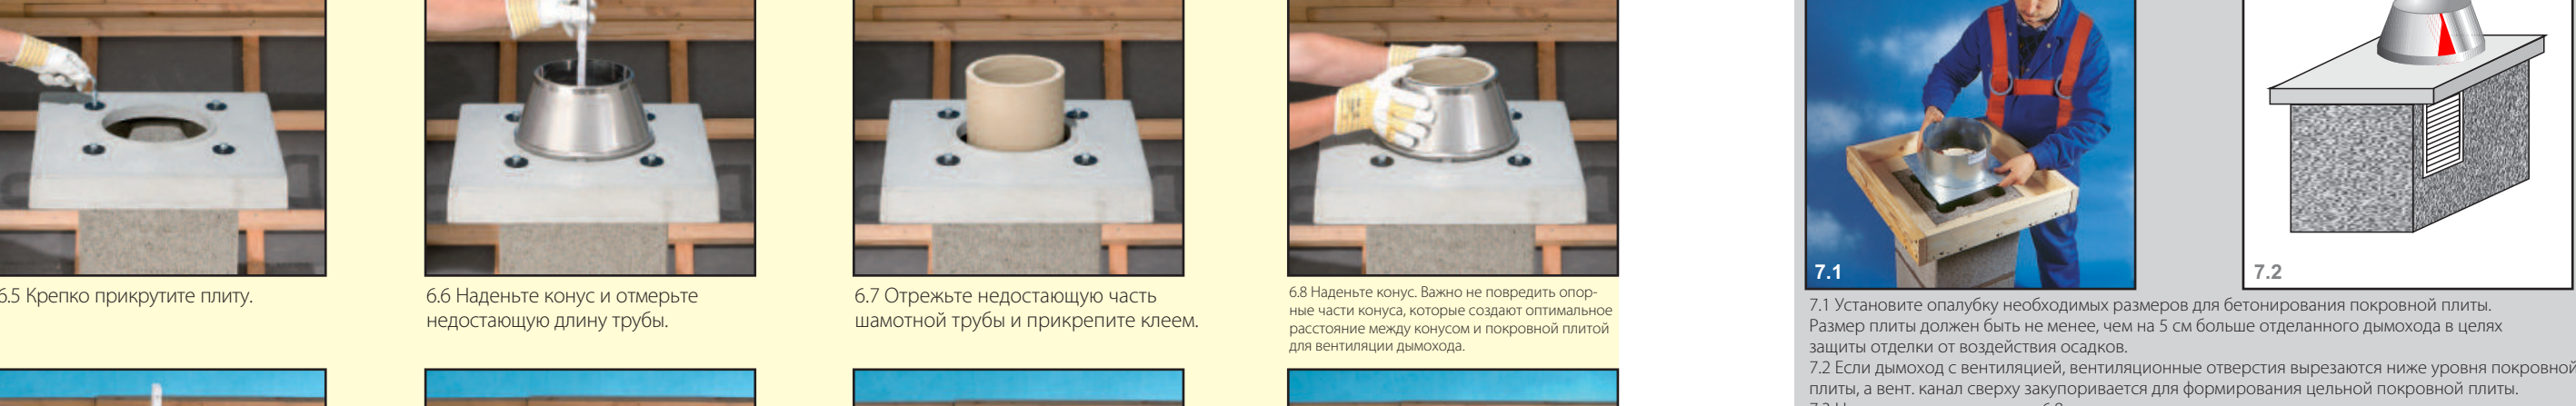 6.5 Крепко прикрутите плиту.
6.6 Наденьте конус и отмерьте
недостающую длину трубы.
6.7 Отрежьте недостающую часть
шамотной трубы и прикрепите клеем.
6.8 Наденьте конус. Важно не повредить опор-
ные части конуса, которые создают оптимальное
расстояние между конусом и покровной плитой
для вентиляции дымохода.
7.1
7.2
7.1 Установите опалубку необходимых размеров для бетонирования покровной плиты.
Размер плиты должен быть не менее, чем на 5 см больше отделанного дымохода в целях
защиты отделки от воздействия осадков.
7.2 Если дымоход с вентиляцией, вентиляционные отверстия вырезаются ниже уровня покровной
плиты, а вент. канал сверху закупоривается для формирования цельной покровной плиты.